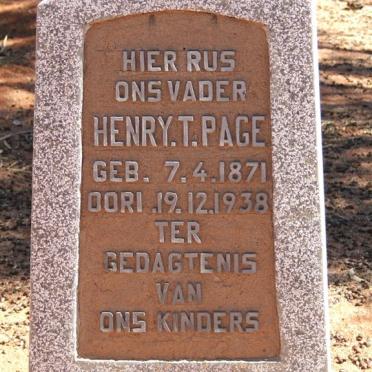 HIER RUS
ONS VADER
HENRY.T.PAGE
GEB. 7.4.1871
OORL.19.12.1938
TER
GEDAGTENIS
VAN
ONS KINDERS